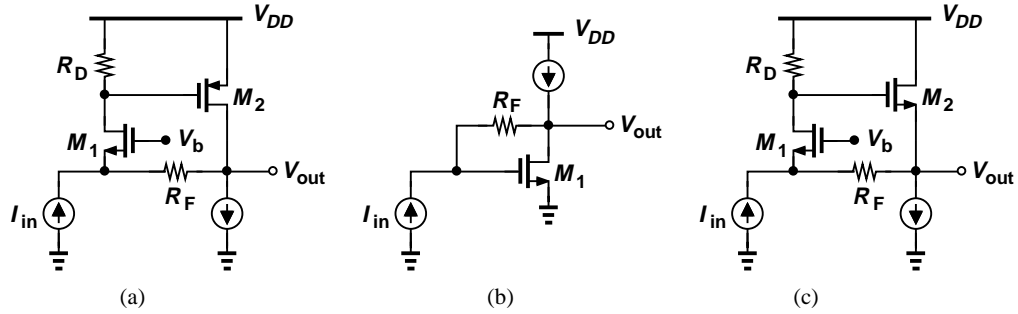 V_DD
R_D
M_2
M_1
V_b
V_out
R_F
I_in
(a)
V_DD
R_F
V_out
M_1
I_in
(b)
V_DD
R_D
M_2
M_1
V_b
V_out
R_F
I_in
(c)